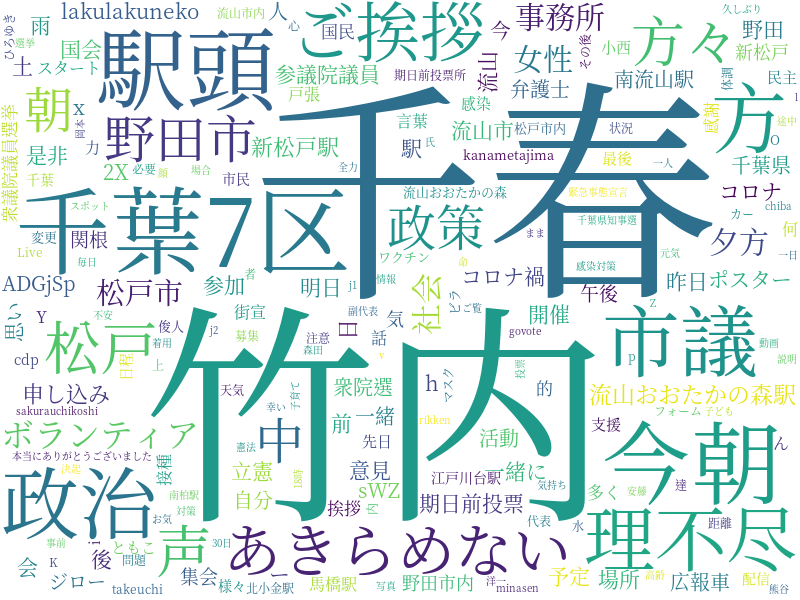 ひろゆき
選挙
雨
lakulakuneko
流山市内
人
心
国会
国民
ご挨拶
今
事務所
久しぶり
その後
方々
野田
小西
新松戸
体調
民主
土
スタート
駅頭
参議院議員
戸張
期日前投票所
流山
女性
弁護士
南流山駅
衆議院議員選挙
朝
X
岡本
野田市
感染
言葉
流山市
松戸市内
状況
氏
感謝
方
途中
是非
力
2X
必要
顔
場合
新松戸駅
全力
駅
kanametajima
最後
一人
千葉県
千葉
スポット
市民
千春
流山おおたかの森
緊急事態宣言
コロナ
Live
変更
毎日
関根
千葉7区
政策
千葉県知事選
カー
chiba
何
ワクチン
まま
感染対策
元気
夕方
一日
ADGjSp
松戸市
参加
者
明日
j1
情報
コロナ禍
命
午後
昨日
ポスター
思い
Y
街宣
副代表
ビラ
ご覧
社会
開催
Z
cdp
不安
俊人
j2
募集
注意
日
気
govote
動画
松戸
着用
日程
上
森田
話
v
竹内
市議
p
説明
申し込み
天気
衆院選
h
マスク
投票
的
流山おおたかの森駅
sakurauchikoshi
幸い
子育て
前
一緒
rikken
支援
フォーム
子ども
ボランティア
中
先日
活動
今朝
ん
本当にありがとうございました
憲法
接種
立憲
意見
江戸川台駅
一緒に
気持ち
多く
安藤
達
政治
決起
南柏駅
対策
声
自分
18時
sWZ
期日前投票
理不尽
距離
お気
30日
あきらめない
挨拶
内
代表
水
i
K
事前
ともこ
問題
後
会
ジロー
takeuchi
集会
様々
北小金駅
ー
馬橋駅
写真
野田市内
洋一
minasen
予定
場所
高齢
広報車
配信
熊谷